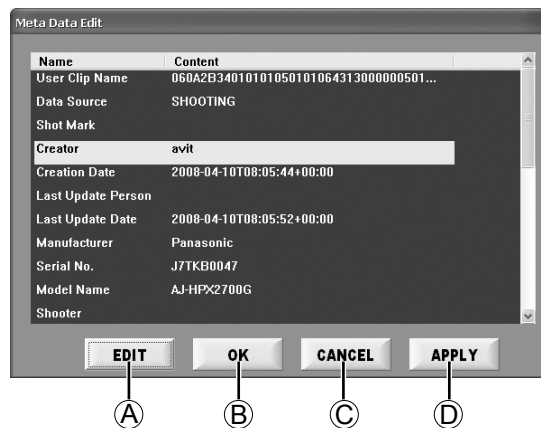 Meta Data Edit
Name Content
User Clip Name 060A2B340101010501010D64313000000501...
Data Source SHOOTING
Shot Mark
Creator avit
Creation Date 2008-04-10T08:05:44+00:00
Last Update Person
Last Update Date 2008-04-10T08:05:52+00:00
Manufacturer Panasonic
Serial No. J7TKB0047
Model Name AJ-HPX2700G
Shooter
EDIT OK CANCEL APPLY
A B C D